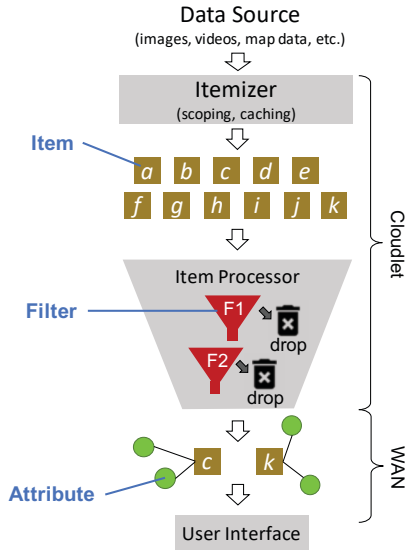 Data Source
(images, videos, map data, etc.)
Itemizer
(scoping, caching)
Item
a b c d e
f g h i j k
Cloudlet
Item Processor
Filter
F1
drop
F2
drop
c k
WAN
Attribute
User Interface